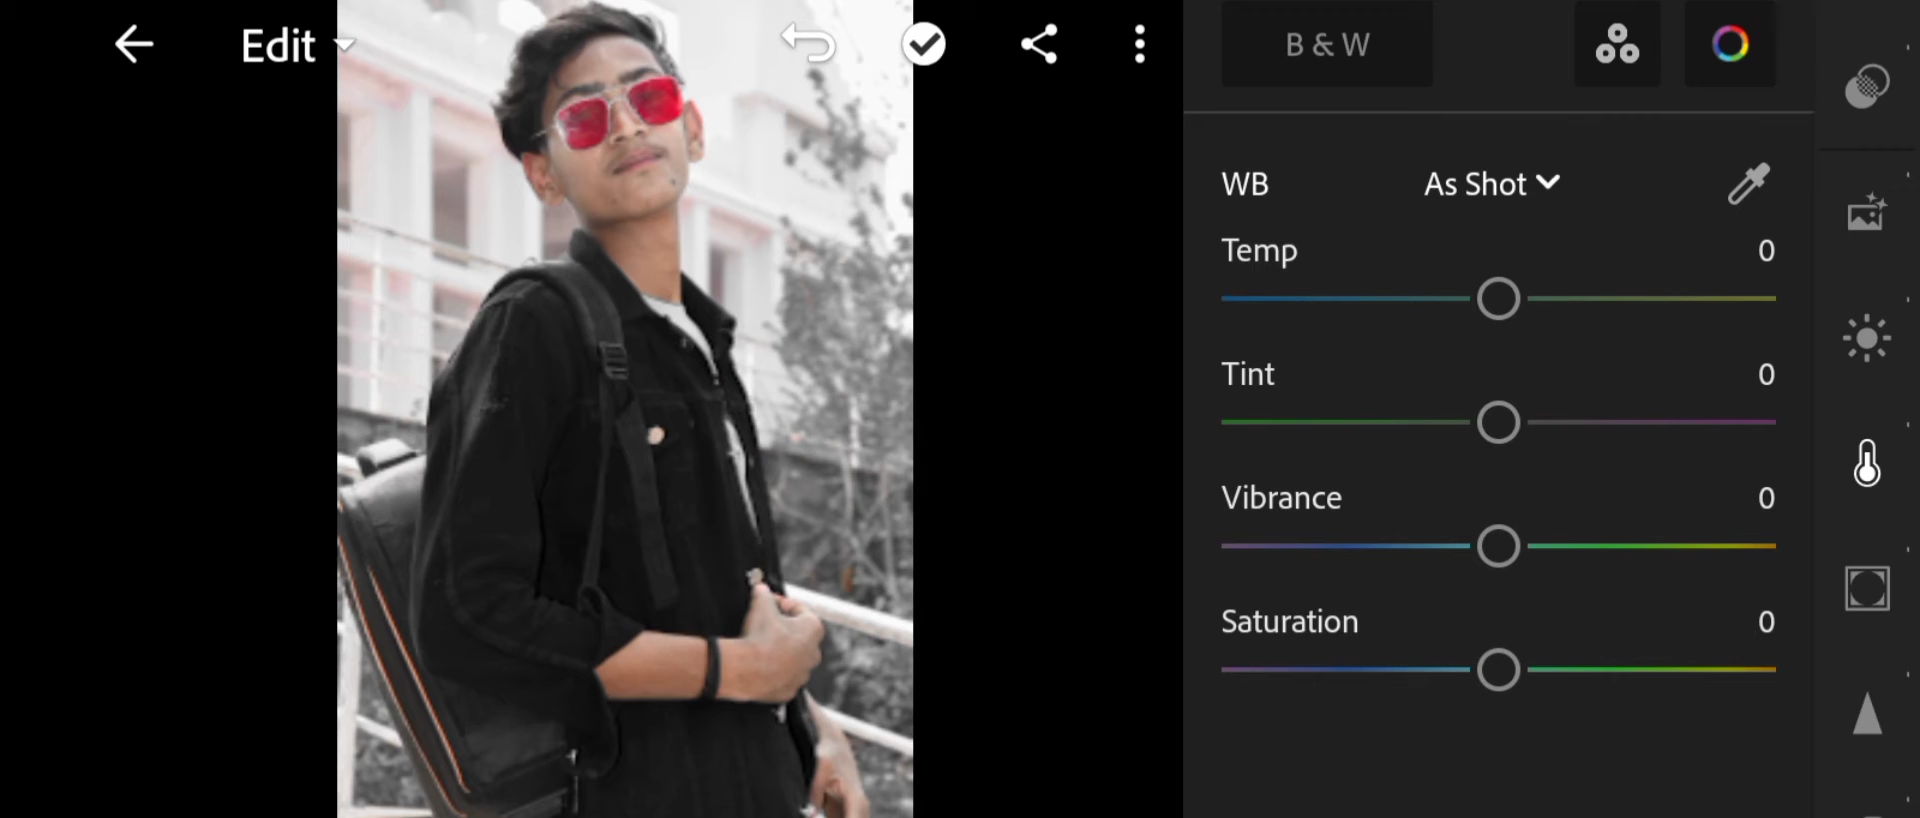 Edit
B & W
WB As Shot
Temp 0
Tint 0
Vibrance 0
Saturation 0